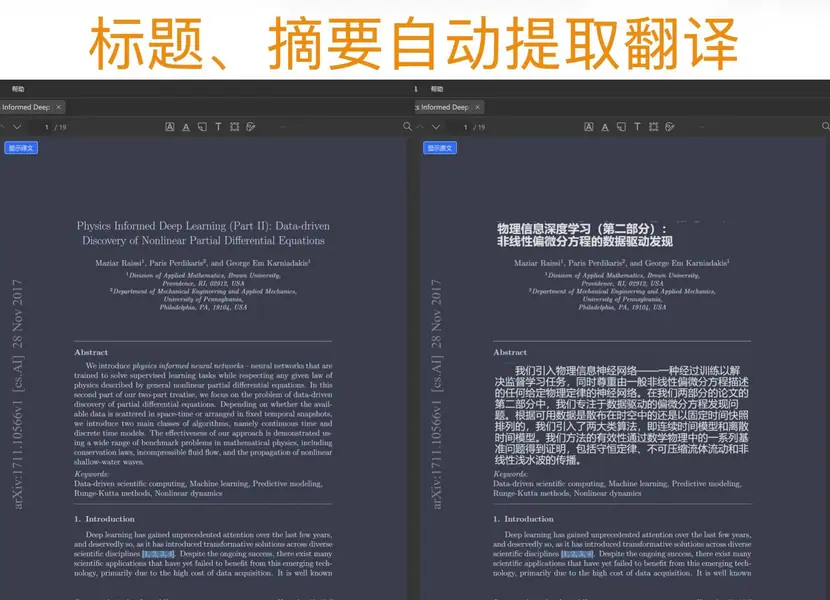 标题、摘要自动提取翻译
帮助
Informed Deep
1 / 19
显示译文
Physics Informed Deep Learning (Part II): Data-driven
Discovery of Nonlinear Partial Differential Equations
Maziar Raissi¹, Paris Perdikaris², and George Em Karniadakis¹
¹Division of Applied Mathematics, Brown University,
Providence, RI, 02912, USA
²Department of Mechanical Engineering and Applied Mechanics,
University of Pennsylvania,
Philadelphia, PA, 19104, USA
arXiv:1711.10566v1 [cs.AI] 28 Nov 2017
Abstract
We introduce physics informed neural networks – neural networks that are
trained to solve supervised learning tasks while respecting any given law of
physics described by general nonlinear partial differential equations. In this
second part of our two-part treatise, we focus on the problem of data-driven
discovery of partial differential equations. Depending on whether the avail-
able data is scattered in space-time or arranged in fixed temporal snapshots,
we introduce two main classes of algorithms, namely continuous time and
discrete time models. The effectiveness of our approach is demonstrated us-
ing a wide range of benchmark problems in mathematical physics, including
conservation laws, incompressible fluid flow, and the propagation of nonlinear
shallow-water waves.
Keywords:
Data-driven scientific computing, Machine learning, Predictive modeling,
Runge-Kutta methods, Nonlinear dynamics
1. Introduction
Deep learning has gained unprecedented attention over the last few years,
and deservedly so, as it has introduced transformative solutions across diverse
scientific disciplines [1, 2, 3, 4]. Despite the ongoing success, there exist many
scientific applications that have yet failed to benefit from this emerging tech-
nology, primarily due to the high cost of data acquisition. It is well known
帮助
s Informed Deep
1 / 19
显示原文
物理信息深度学习（第二部分）：
非线性偏微分方程的数据驱动发现
Maziar Raissi¹, Paris Perdikaris², and George Em Karniadakis¹
¹Division of Applied Mathematics, Brown University,
Providence, RI, 02912, USA
²Department of Mechanical Engineering and Applied Mechanics,
University of Pennsylvania,
Philadelphia, PA, 19104, USA
arXiv:1711.10566v1 [cs.AI] 28 Nov 2017
Abstract
我们引入物理信息神经网络——一种经过训练以解
决监督学习任务，同时尊重由一般非线性偏微分方程描述
的任何给定物理定律的神经网络。在我们两部分的论文的
第二部分中，我们专注于数据驱动的偏微分方程发现问
题。根据可用数据是散布在时空中的还是以固定时间快照
排列的，我们引入了两大类算法，即连续时间模型和离散
时间模型。我们方法的有效性通过数学物理中的一系列基
准问题得到证明，包括守恒定律、不可压缩流体流动和非
线性浅水波的传播。
Keywords:
Data-driven scientific computing, Machine learning, Predictive modeling,
Runge-Kutta methods, Nonlinear dynamics
1. Introduction
Deep learning has gained unprecedented attention over the last few years,
and deservedly so, as it has introduced transformative solutions across diverse
scientific disciplines [1, 2, 3, 4]. Despite the ongoing success, there exist many
scientific applications that have yet failed to benefit from this emerging tech-
nology, primarily due to the high cost of data acquisition. It is well known